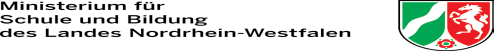 Ministerium für
Schule und Bildung
des Landes Nordrhein-Westfalen